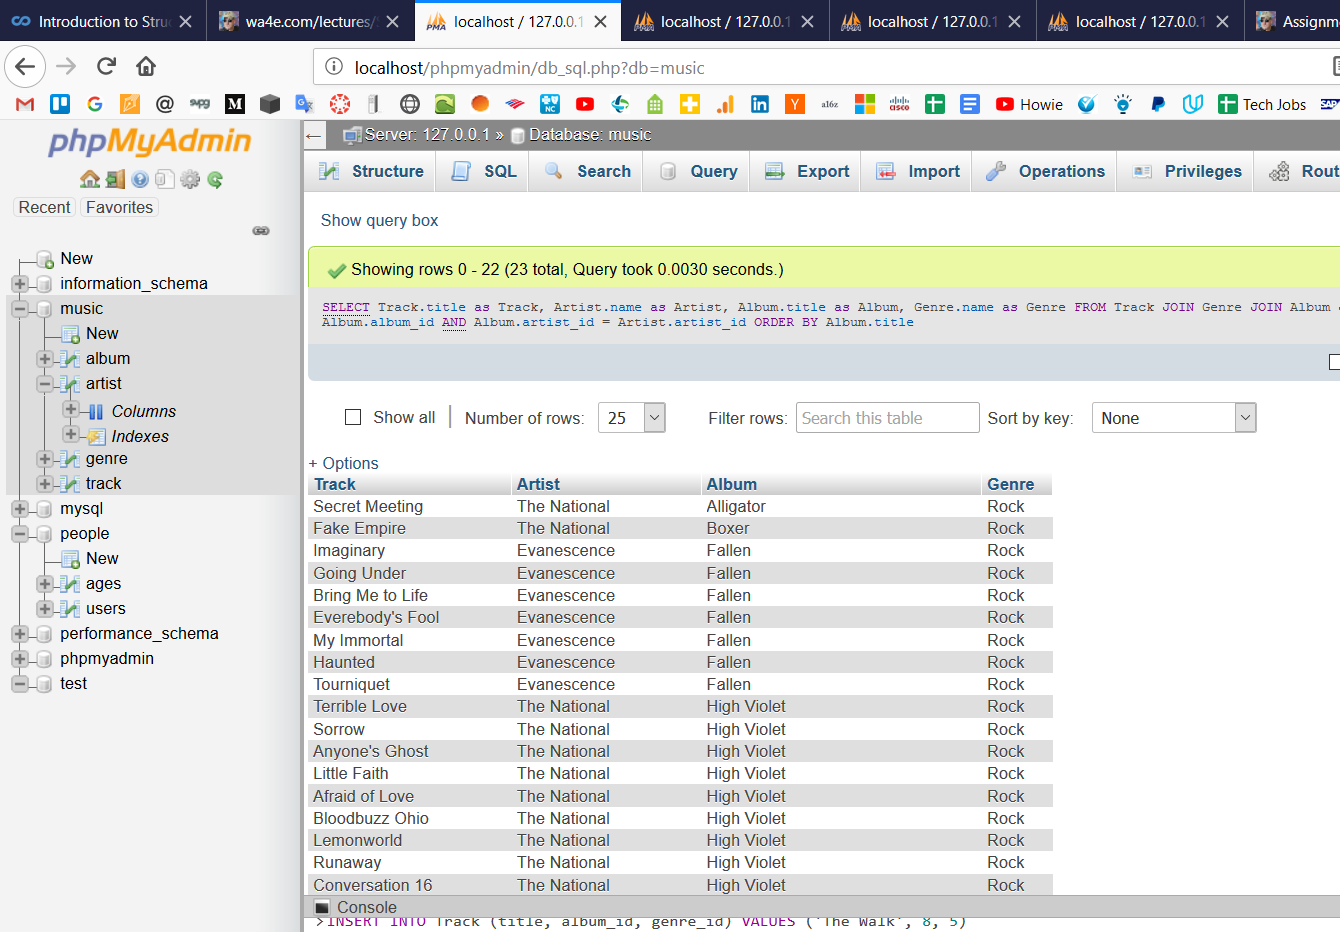 Introduction to Struc
wa4e.com/lectures/
localhost / 127.0.0.1
localhost / 127.0.0.1
localhost / 127.0.0.1
localhost / 127.0.0.1
Assignm
localhost/phpmyadmin/db_sql.php?db=music
svpg
M
NC
Y
a16z
cisco
Howie
Tech Jobs
SAP
phpMyAdmin
Recent
Favorites
New
information_schema
music
New
album
artist
Columns
Indexes
genre
track
mysql
people
New
ages
users
performance_schema
phpmyadmin
test
Server: 127.0.0.1 » Database: music
Structure
SQL
Search
Query
Export
Import
Operations
Privileges
Rout
Show query box
Showing rows 0 - 22 (23 total, Query took 0.0030 seconds.)
SELECT Track.title as Track, Artist.name as Artist, Album.title as Album, Genre.name as Genre FROM Track JOIN Genre JOIN Album
Album.album_id AND Album.artist_id = Artist.artist_id ORDER BY Album.title
Show all
Number of rows: 25
Filter rows: Search this table
Sort by key: None
+ Options
Track Artist Album Genre
Secret Meeting The National Alligator Rock
Fake Empire The National Boxer Rock
Imaginary Evanescence Fallen Rock
Going Under Evanescence Fallen Rock
Bring Me to Life Evanescence Fallen Rock
Everebody's Fool Evanescence Fallen Rock
My Immortal Evanescence Fallen Rock
Haunted Evanescence Fallen Rock
Tourniquet Evanescence Fallen Rock
Terrible Love The National High Violet Rock
Sorrow The National High Violet Rock
Anyone's Ghost The National High Violet Rock
Little Faith The National High Violet Rock
Afraid of Love The National High Violet Rock
Bloodbuzz Ohio The National High Violet Rock
Lemonworld The National High Violet Rock
Runaway The National High Violet Rock
Conversation 16 The National High Violet Rock
Console
>INSERT INTO Track (title, album_id, genre_id) VALUES ('The Walk', 8, 5)